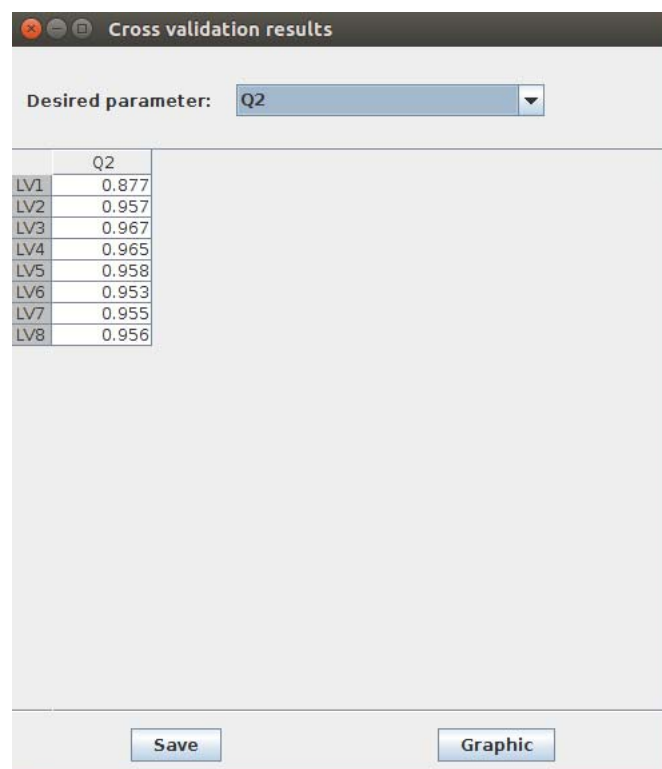 Cross validation results
Desired parameter: Q2
Q2
LV1 0.877
LV2 0.957
LV3 0.967
LV4 0.965
LV5 0.958
LV6 0.953
LV7 0.955
LV8 0.956
Save Graphic